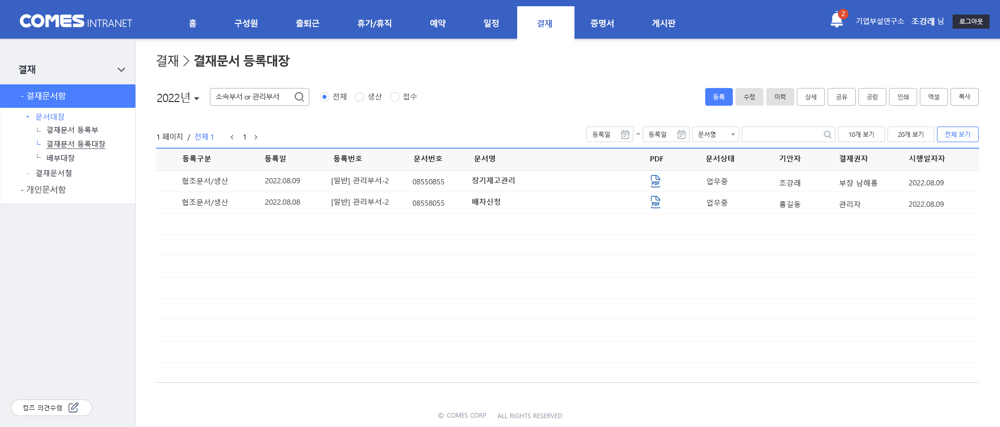 COMES INTRANET
홈 구성원 출퇴근 휴가/휴직 예약 일정 결재 증명서 게시판
2 기업부설연구소 조강래 님 로그아웃
결재
- 결재문서함
문서대장
결재문서 등록부
결재문서 등록대장
배부대장
결재문서철
- 개인문서함
컴즈 의견수렴
결재 > 결재문서 등록대장
2022년 소속부서 or 관리부서 전체 생산 접수
등록 수정 이력 상세 공유 공람 인쇄 엑셀 복사
1 페이지 / 전체 1 < 1 >
등록일 ~ 등록일 문서명 10개 보기 20개 보기 전체 보기
등록구분 등록일 등록번호 문서번호 문서명 PDF 문서상태 기안자 결제권자 시행일자자
협조문서/생산 2022.08.09 [일반] 관리부서-2 08550855 장기제고관리 PDF 업무중 조강래 부장 남해룡 2022.08.09
협조문서/생산 2022.08.08 [일반] 관리부서-2 08558055 배차신청 PDF 업무중 홍길동 관리자 2022.08.09
© COMES CORP. ALL RIGHTS RESERVED